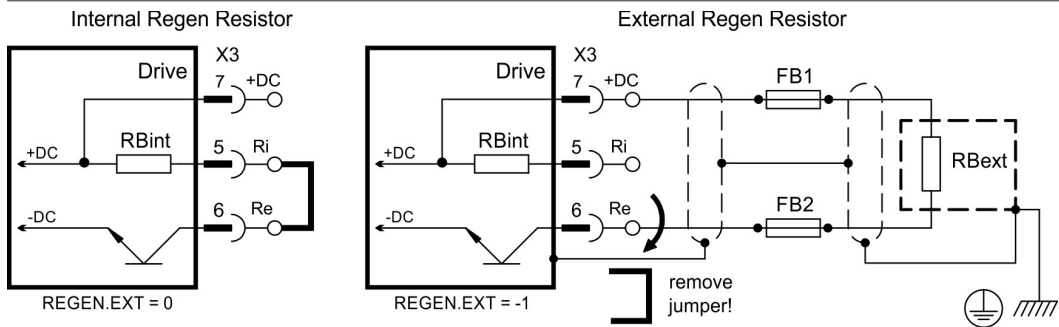 Internal Regen Resistor
X3
Drive
7
+DC
RBint
+DC
5
Ri
-DC
6
Re
REGEN.EXT = 0
External Regen Resistor
X3
Drive
7
+DC
FB1
RBint
+DC
5
Ri
RBext
-DC
6
Re
FB2
REGEN.EXT = -1
remove
jumper!